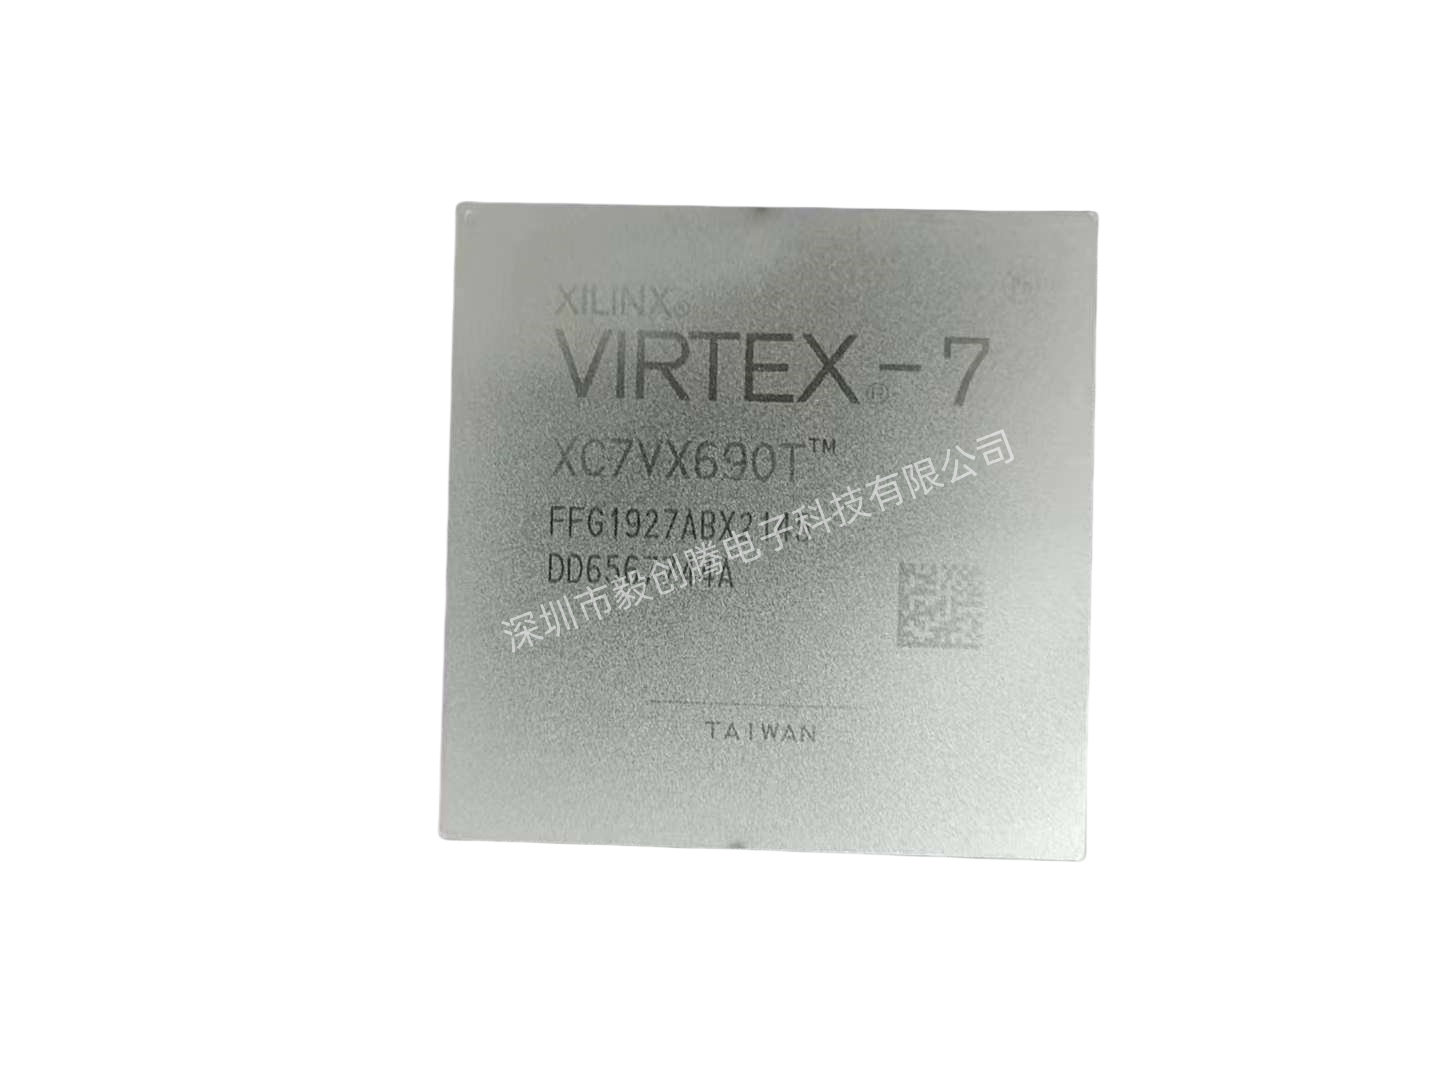 XILINX®
VIRTEX®-7
XC7VX690T™
FFG1927ABX2145
TAIWAN
深圳市毅创腾电子科技有限公司